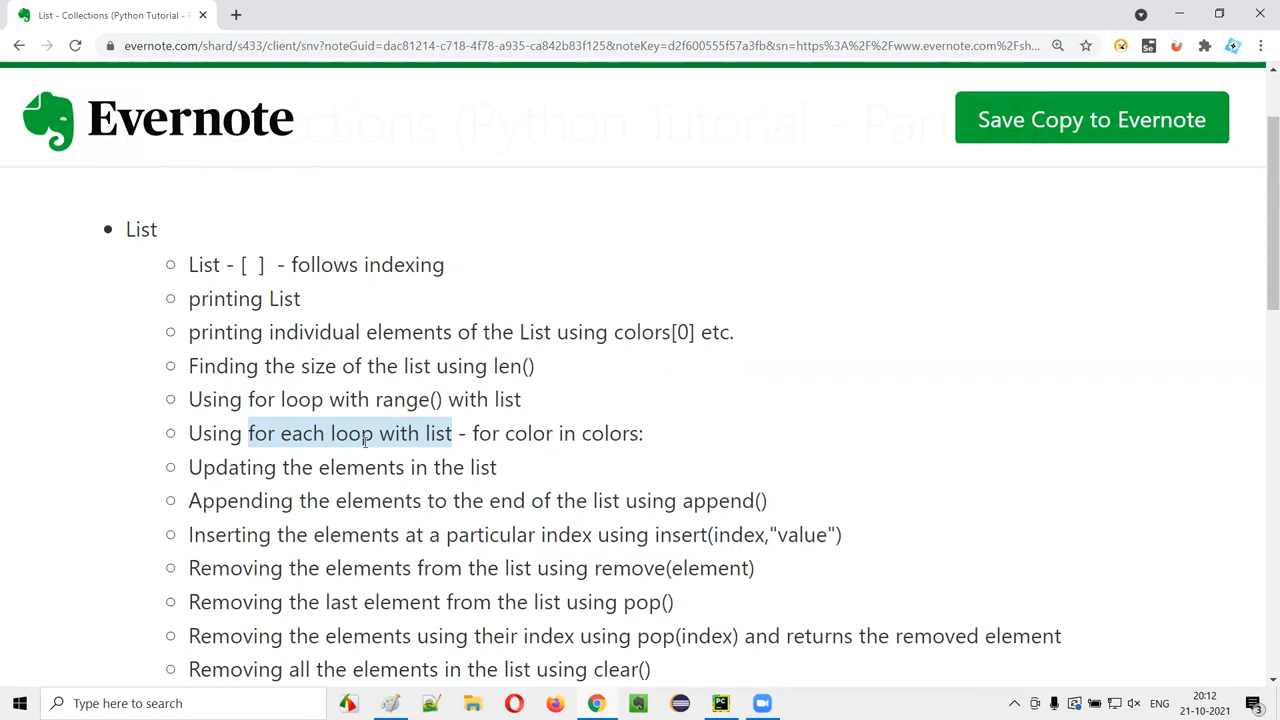 List - Collections (Python Tutorial - P
evernote.com/shard/s433/client/snv?noteGuid=dac81214-c718-4f78-a935-ca842b83f125&noteKey=d2f600555f57a3fb&sn=https%3A%2F%2Fwww.evernote.com%2Fsh...
Evernote
ections (Python Tutorial - Part
Save Copy to Evernote
List
List - [ ] - follows indexing
printing List
printing individual elements of the List using colors[0] etc.
Finding the size of the list using len()
Using for loop with range() with list
Using for each loop with list - for color in colors:
Updating the elements in the list
Appending the elements to the end of the list using append()
Inserting the elements at a particular index using insert(index,"value")
Removing the elements from the list using remove(element)
Removing the last element from the list using pop()
Removing the elements using their index using pop(index) and returns the removed element
Removing all the elements in the list using clear()
Type here to search
ENG
20:12
21-10-2021
3